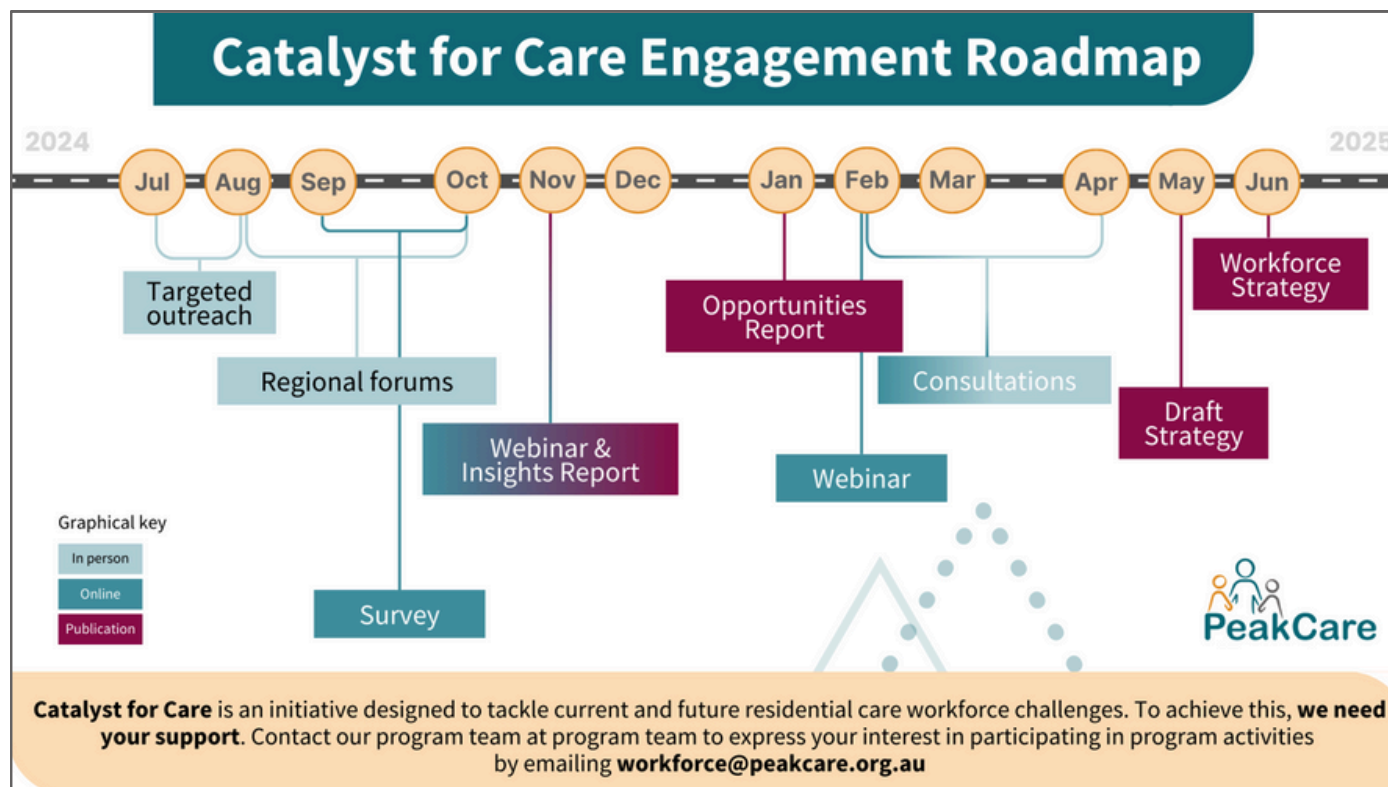 Catalyst for Care Engagement Roadmap
2024
2025
Jul
Aug
Sep
Oct
Nov
Dec
Jan
Feb
Mar
Apr
May
Jun
Targeted
outreach
Regional forums
Survey
Webinar &
Insights Report
Opportunities
Report
Webinar
Consultations
Draft
Strategy
Workforce
Strategy
Graphical key
In person
Online
Publication
PeakCare
Catalyst for Care is an initiative designed to tackle current and future residential care workforce challenges. To achieve this, we need
your support. Contact our program team at program team to express your interest in participating in program activities
by emailing workforce@peakcare.org.au